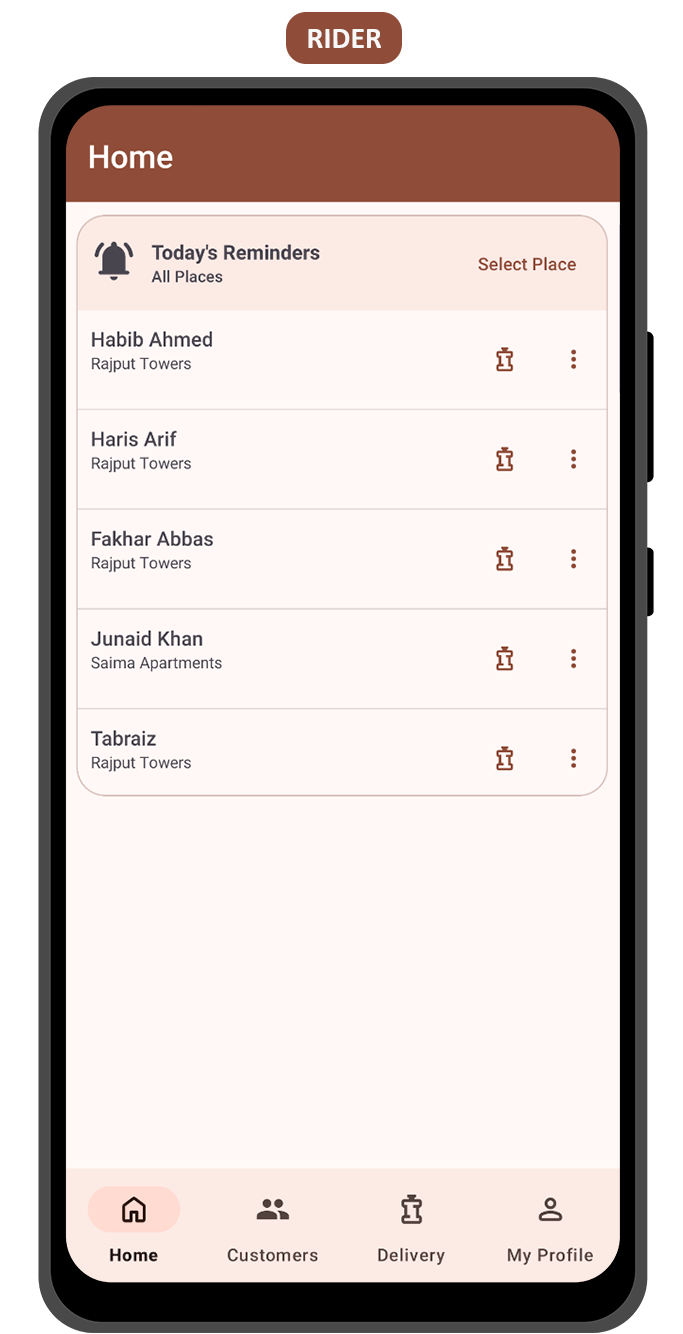 RIDER
Home
Today's Reminders
All Places
Select Place
Habib Ahmed
Rajput Towers
Haris Arif
Rajput Towers
Fakhar Abbas
Rajput Towers
Junaid Khan
Saima Apartments
Tabraiz
Rajput Towers
Home
Customers
Delivery
My Profile